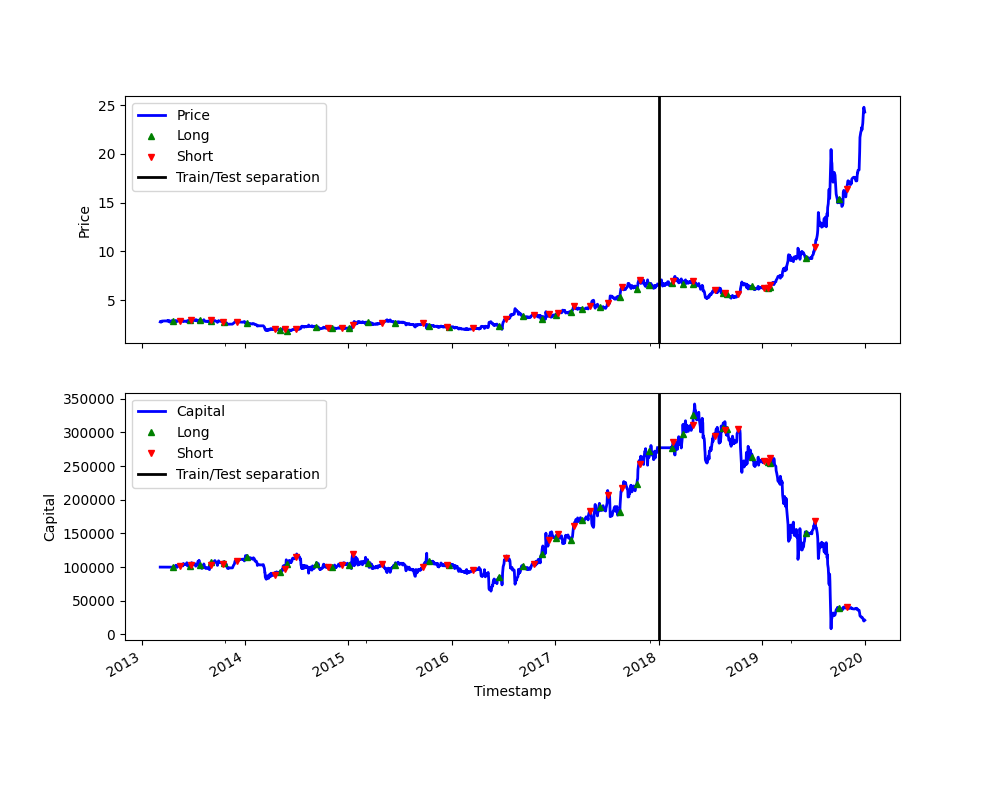 25
20
15
10
5
Price
Price
Long
Short
Train/Test separation
350000
300000
250000
200000
150000
100000
50000
0
Capital
Capital
Long
Short
Train/Test separation
2013 2014 2015 2016 2017 2018 2019 2020
Timestamp